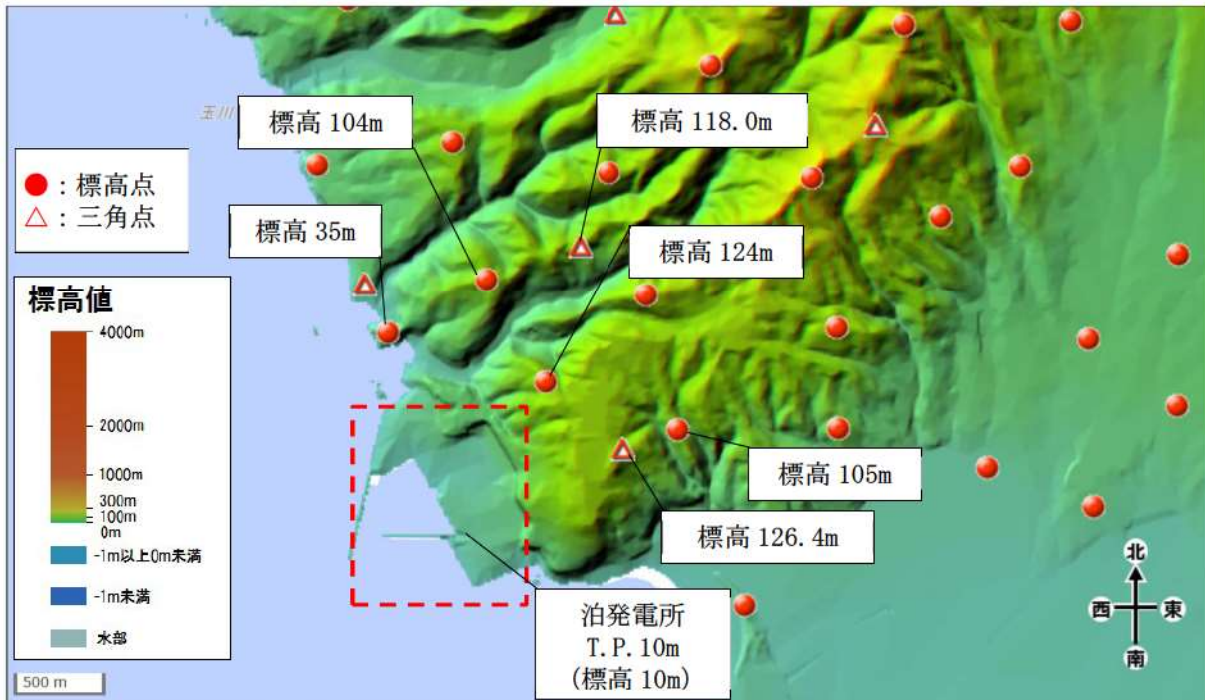 玉川
標高 104m
標高 118.0m
● : 標高点
△ : 三角点
標高 35m
標高 124m
標高値
4000m
2000m
1000m
300m
100m
0m
-1m以上0m未満
-1m未満
水部
標高 105m
標高 126.4m
泊発電所
T.P.10m
(標高 10m)
北
西 東
南
500 m